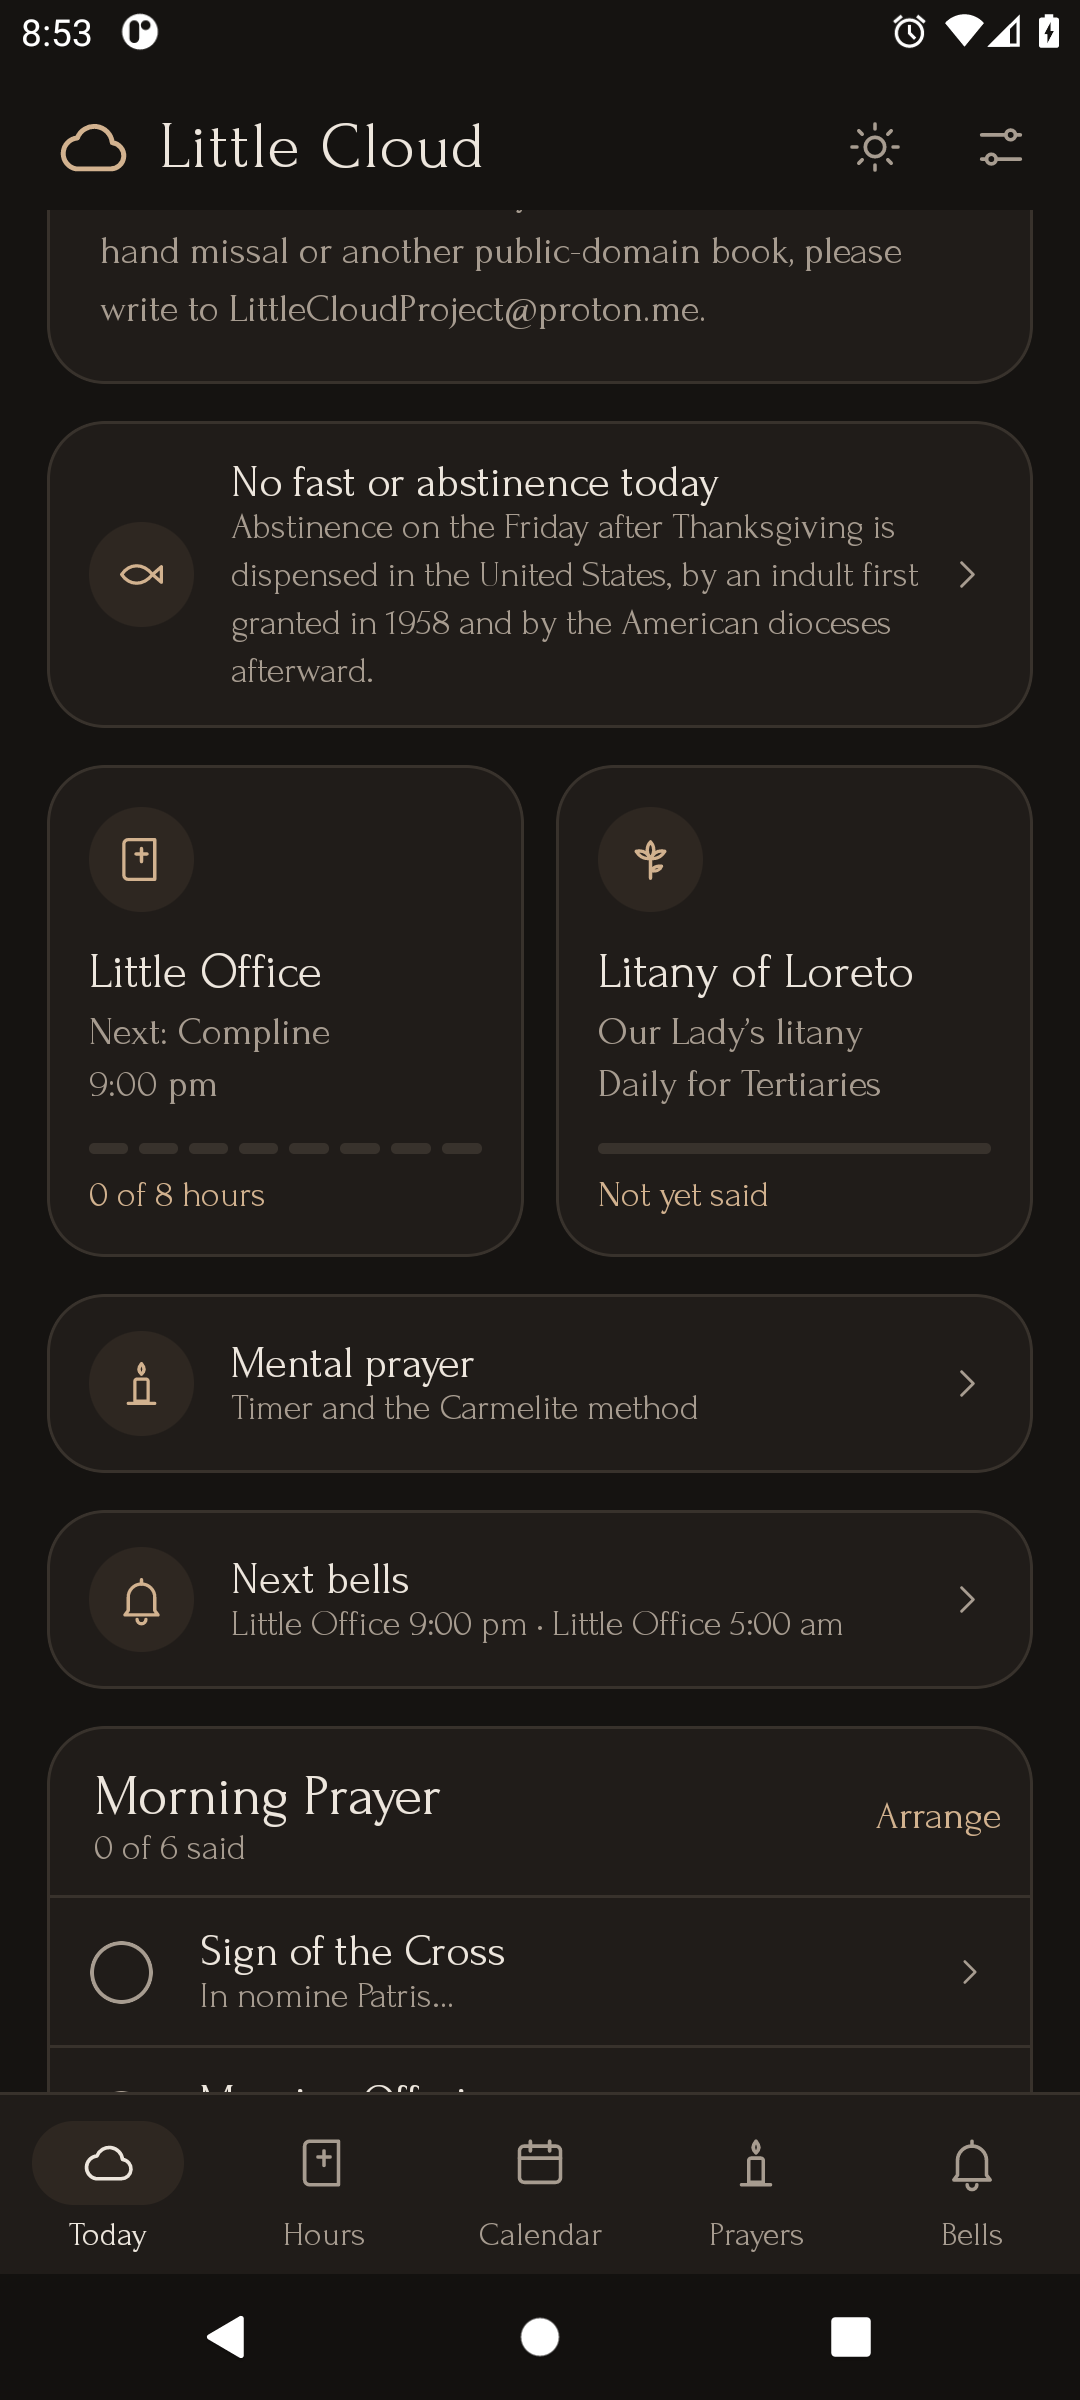 8:53
Little Cloud
hand missal or another public-domain book, please
write to LittleCloudProject@proton.me.
No fast or abstinence today
Abstinence on the Friday after Thanksgiving is
dispensed in the United States, by an indult first
granted in 1958 and by the American dioceses
afterward.
Little Office
Next: Compline
9:00 pm
0 of 8 hours
Litany of Loreto
Our Lady’s litany
Daily for Tertiaries
Not yet said
Mental prayer
Timer and the Carmelite method
Next bells
Little Office 9:00 pm · Little Office 5:00 am
Morning Prayer
0 of 6 said
Arrange
Sign of the Cross
In nomine Patris…
Today
Hours
Calendar
Prayers
Bells